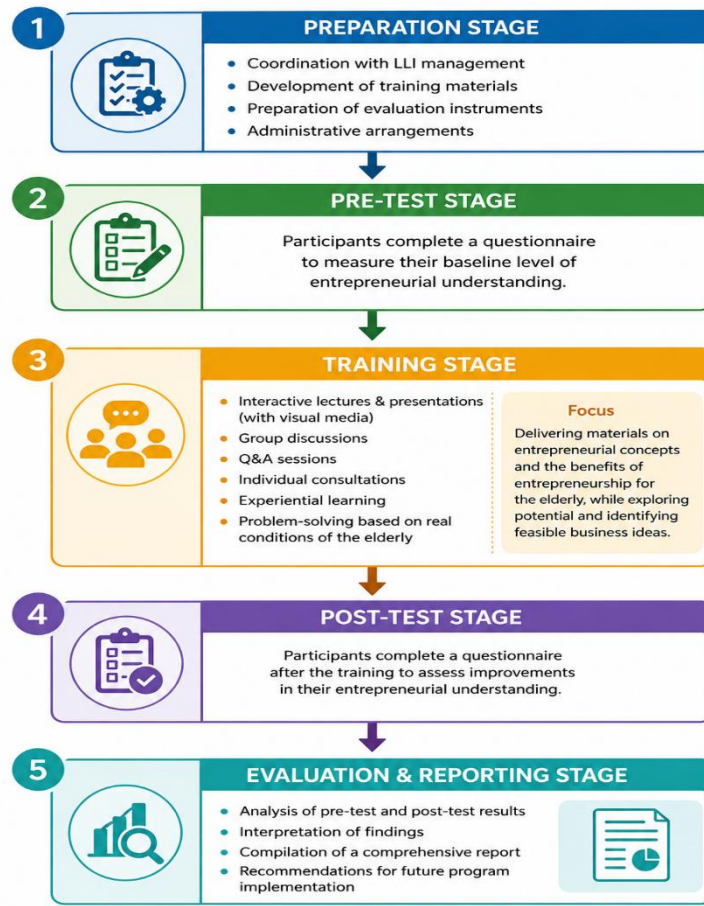 1
PREPARATION STAGE
• Coordination with LLI management
• Development of training materials
• Preparation of evaluation instruments
• Administrative arrangements
2
PRE-TEST STAGE
Participants complete a questionnaire
to measure their baseline level of
entrepreneurial understanding.
3
TRAINING STAGE
• Interactive lectures & presentations
(with visual media)
• Group discussions
• Q&A sessions
• Individual consultations
• Experiential learning
• Problem-solving based on real
conditions of the elderly
Focus
Delivering materials on
entrepreneurial concepts
and the benefits of
entrepreneurship for
the elderly, while exploring
potential and identifying
feasible business ideas.
4
POST-TEST STAGE
Participants complete a questionnaire
after the training to assess improvements
in their entrepreneurial understanding.
5
EVALUATION & REPORTING STAGE
• Analysis of pre-test and post-test results
• Interpretation of findings
• Compilation of a comprehensive report
• Recommendations for future program
implementation